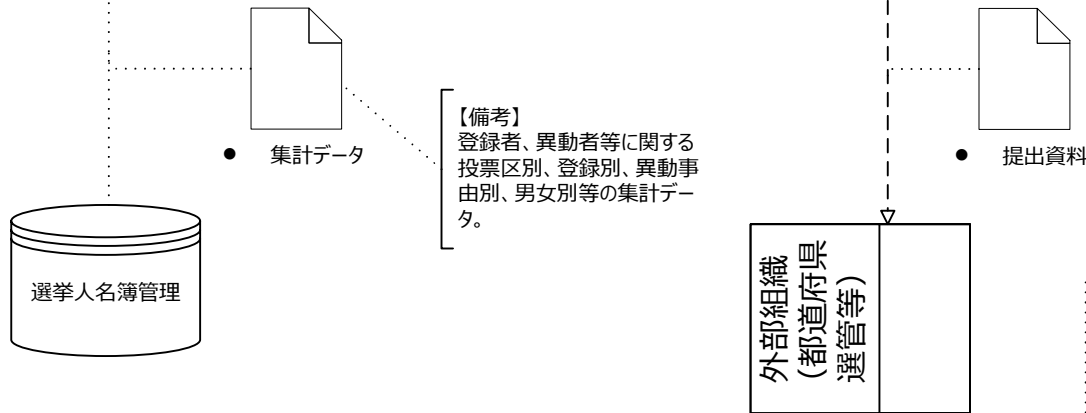 ● 集計データ
【備考】
登録者、異動者等に関する
投票区別、登録別、異動事
由別、男女別等の集計デー
タ。
● 提出資料
選挙人名簿管理
外部組織
(都道府県
選管等)